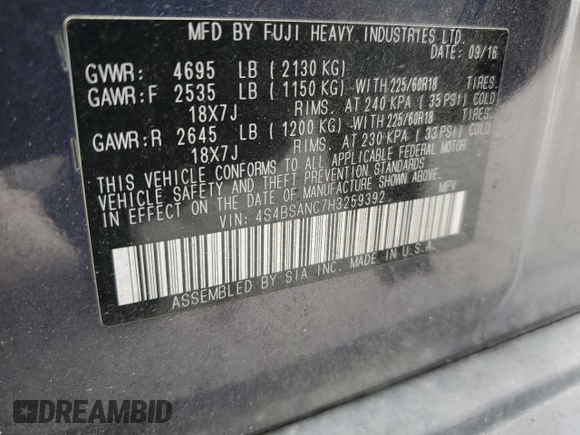 MFD BY FUJI HEAVY INDUSTRIES LTD.
DATE: 09/16
GVWR: 4695 LB ( 2130 KG)
GAWR:F 2535 LB ( 1150 KG) WITH 225/60R18 TIRES.
18X7J RIMS. AT 240 KPA ( 35 PSI) COLD
GAWR:R 2645 LB ( 1200 KG) WITH 225/60R18 TIRES.
18X7J RIMS. AT 230 KPA ( 33 PSI) COLD
THIS VEHICLE CONFORMS TO ALL APPLICABLE FEDERAL MOTOR
VEHICLE SAFETY AND THEFT PREVENTION STANDARDS
IN EFFECT ON THE DATE OF MANUFACTURE SHOWN ABOVE.
VIN: 4S4BSANC7H3259392 MPV
ASSEMBLED BY SIA INC. MADE IN U.S.A.
DREAMBID